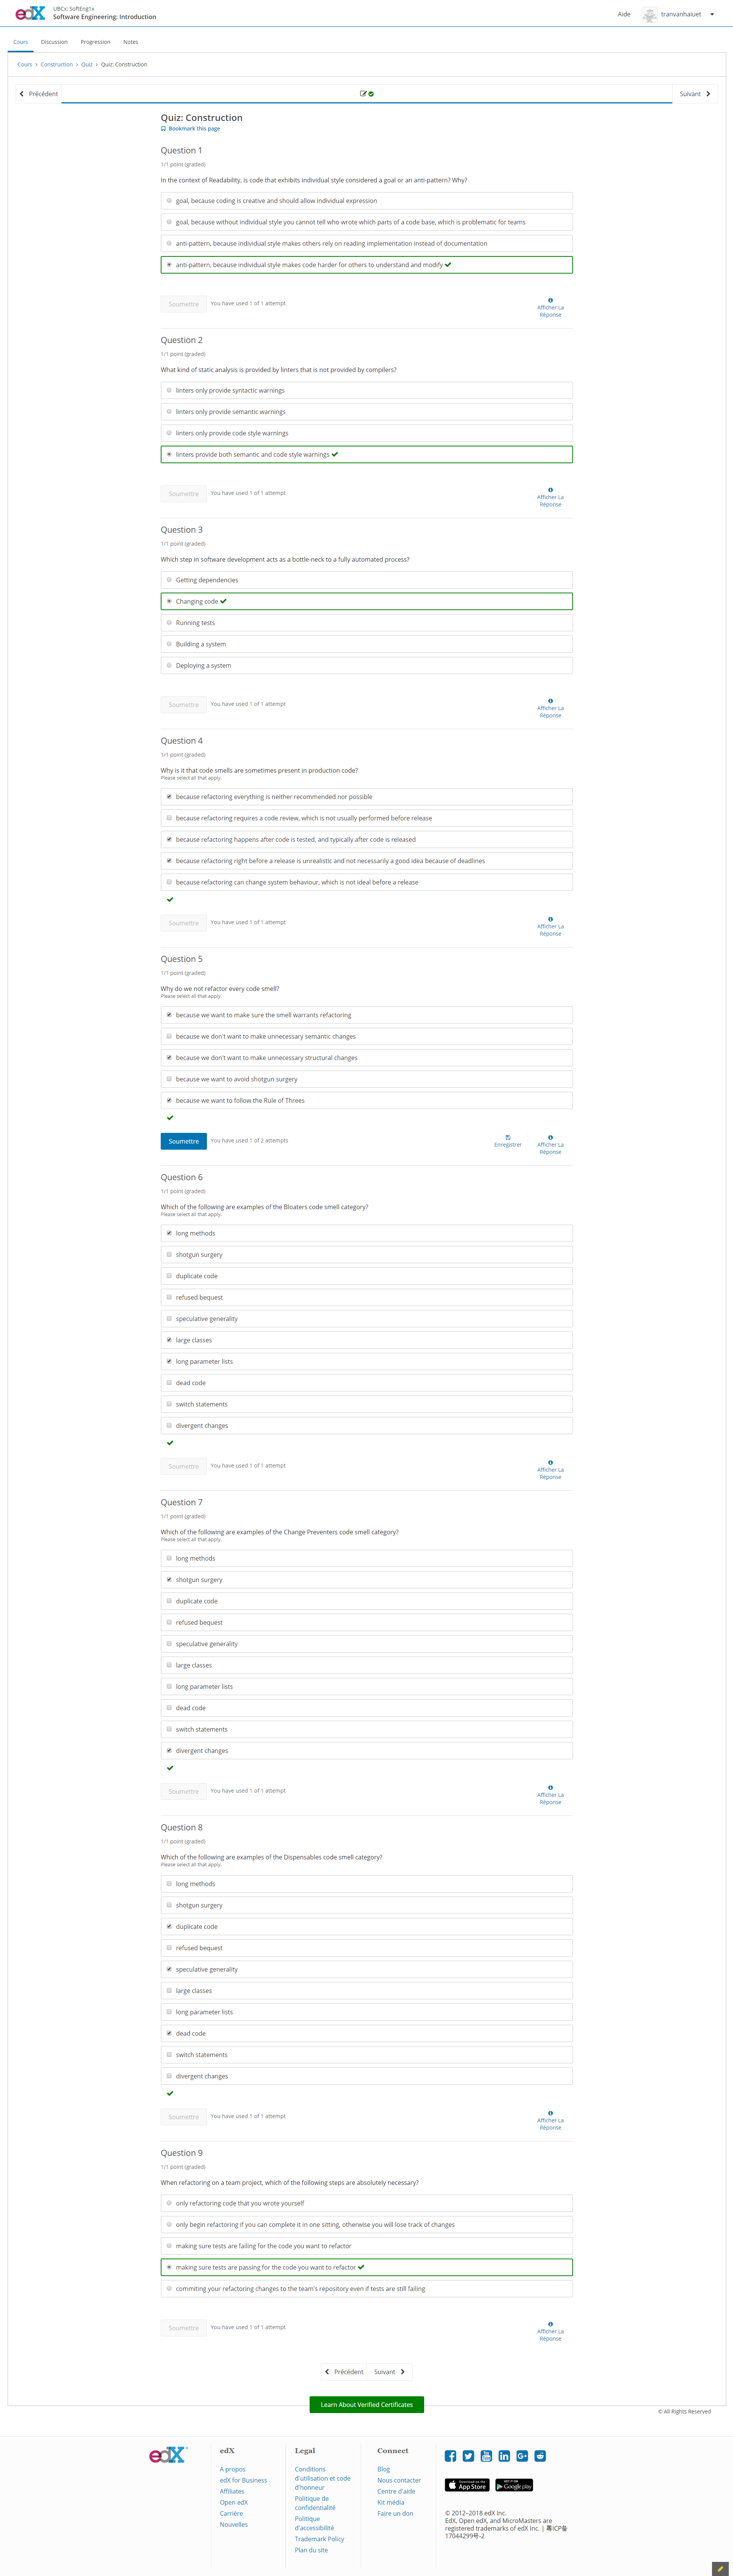 edX
UBCx: SoftEng1x
Software Engineering: Introduction
Aide
tranvanhaiuet
Cours
Discussion
Progression
Notes
Cours > Construction > Quiz > Quiz: Construction
Précédent
Suivant
Quiz: Construction
Bookmark this page
Question 1
1/1 point (graded)
In the context of Readability, is code that exhibits individual style considered a goal or an anti-pattern? Why?
goal, because coding is creative and should allow individual expression
goal, because without individual style you cannot tell who wrote which parts of a code base, which is problematic for teams
anti-pattern, because individual style makes others rely on reading implementation instead of documentation
anti-pattern, because individual style makes code harder for others to understand and modify
Soumettre
You have used 1 of 1 attempt
Afficher La
Réponse
Question 2
1/1 point (graded)
What kind of static analysis is provided by linters that is not provided by compilers?
linters only provide syntactic warnings
linters only provide semantic warnings
linters only provide code style warnings
linters provide both semantic and code style warnings
Soumettre
You have used 1 of 1 attempt
Afficher La
Réponse
Question 3
1/1 point (graded)
Which step in software development acts as a bottle-neck to a fully automated process?
Getting dependencies
Changing code
Running tests
Building a system
Deploying a system
Soumettre
You have used 1 of 1 attempt
Afficher La
Réponse
Question 4
1/1 point (graded)
Why is it that code smells are sometimes present in production code?
Please select all that apply.
because refactoring everything is neither recommended nor possible
because refactoring requires a code review, which is not usually performed before release
because refactoring happens after code is tested, and typically after code is released
because refactoring right before a release is unrealistic and not necessarily a good idea because of deadlines
because refactoring can change system behaviour, which is not ideal before a release
Soumettre
You have used 1 of 1 attempt
Afficher La
Réponse
Question 5
1/1 point (graded)
Why do we not refactor every code smell?
Please select all that apply.
because we want to make sure the smell warrants refactoring
because we don't want to make unnecessary semantic changes
because we don't want to make unnecessary structural changes
because we want to avoid shotgun surgery
because we want to follow the Rule of Threes
Soumettre
You have used 1 of 2 attempts
Enregistrer
Afficher La
Réponse
Question 6
1/1 point (graded)
Which of the following are examples of the Bloaters code smell category?
Please select all that apply.
long methods
shotgun surgery
duplicate code
refused bequest
speculative generality
large classes
long parameter lists
dead code
switch statements
divergent changes
Soumettre
You have used 1 of 1 attempt
Afficher La
Réponse
Question 7
1/1 point (graded)
Which of the following are examples of the Change Preventers code smell category?
Please select all that apply.
long methods
shotgun surgery
duplicate code
refused bequest
speculative generality
large classes
long parameter lists
dead code
switch statements
divergent changes
Soumettre
You have used 1 of 1 attempt
Afficher La
Réponse
Question 8
1/1 point (graded)
Which of the following are examples of the Dispensables code smell category?
Please select all that apply.
long methods
shotgun surgery
duplicate code
refused bequest
speculative generality
large classes
long parameter lists
dead code
switch statements
divergent changes
Soumettre
You have used 1 of 1 attempt
Afficher La
Réponse
Question 9
1/1 point (graded)
When refactoring on a team project, which of the following steps are absolutely necessary?
only refactoring code that you wrote yourself
only begin refactoring if you can complete it in one sitting, otherwise you will lose track of changes
making sure tests are failing for the code you want to refactor
making sure tests are passing for the code you want to refactor
commiting your refactoring changes to the team's repository even if tests are still failing
Soumettre
You have used 1 of 1 attempt
Afficher La
Réponse
Précédent
Suivant
Learn About Verified Certificates
© All Rights Reserved
edX
edX
A propos
edX for Business
Affiliates
Open edX
Carrière
Nouvelles
Legal
Conditions
d'utilisation et code
d'honneur
Politique de
confidentialité
Politique
d'accessibilité
Trademark Policy
Plan du site
Connect
Blog
Nous contacter
Centre d'aide
Kit média
Faire un don
App Store
Google play
© 2012–2018 edX Inc.
EdX, Open edX, and MicroMasters are
registered trademarks of edX Inc. | 粤ICP备
17044299号-2